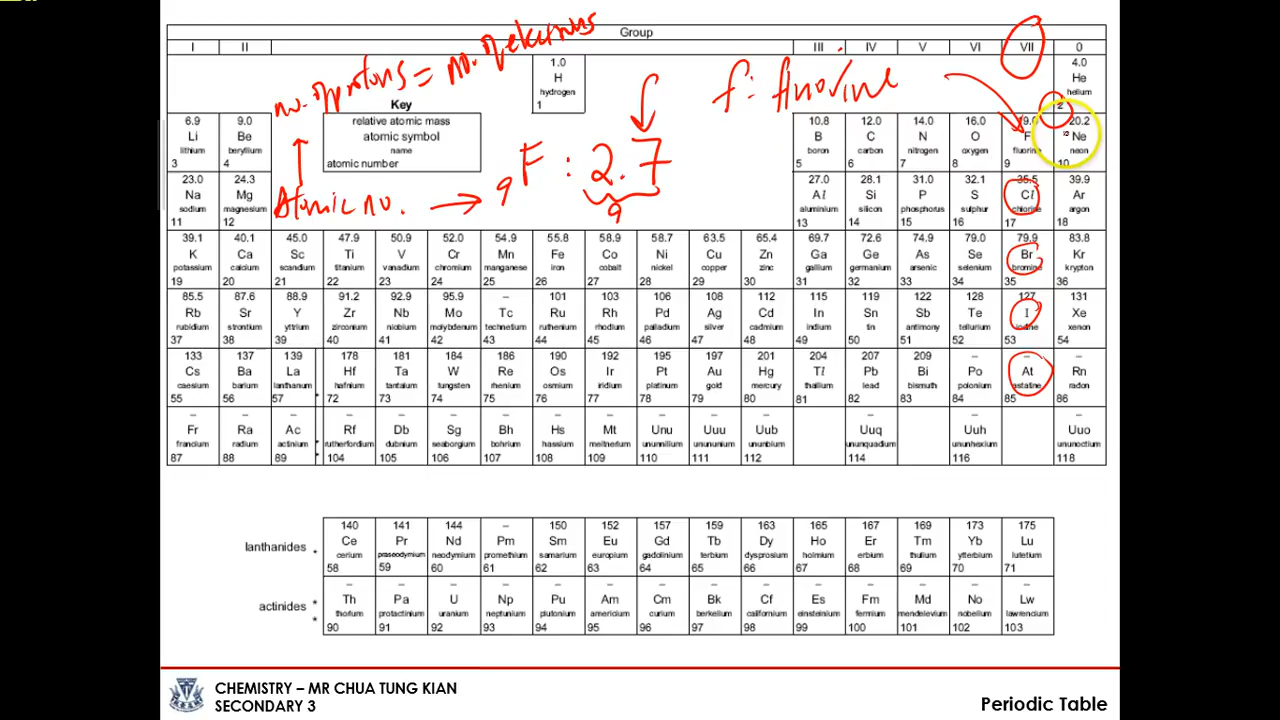 Group
I II III IV V VI VII 0
no. of protons = no. of electrons
f: fluorine
1.0 4.0
H He
hydrogen helium
1 2
Key
6.9 9.0 relative atomic mass 10.8 12.0 14.0 16.0 19.0 20.2
Li Be atomic symbol B C N O F Ne
lithium beryllium name boron carbon nitrogen oxygen fluorine neon
3 4 atomic number 5 6 7 8 9 10
9F : 2.7
9
Atomic no.
23.0 24.3 27.0 28.1 31.0 32.1 35.5 39.9
Na Mg Al Si P S Cl Ar
sodium magnesium aluminium silicon phosphorus sulphur chlorine argon
11 12 13 14 15 16 17 18
39.1 40.1 45.0 47.9 50.9 52.0 54.9 55.8 58.9 58.7 63.5 65.4 69.7 72.6 74.9 79.0 79.9 83.8
K Ca Sc Ti V Cr Mn Fe Co Ni Cu Zn Ga Ge As Se Br Kr
potassium calcium scandium titanium vanadium chromium manganese iron cobalt nickel copper zinc gallium germanium arsenic selenium bromine krypton
19 20 21 22 23 24 25 26 27 28 29 30 31 32 33 34 35 36
85.5 87.6 88.9 91.2 92.9 95.9 – 101 103 106 108 112 115 119 122 128 127 131
Rb Sr Y Zr Nb Mo Tc Ru Rh Pd Ag Cd In Sn Sb Te I Xe
rubidium strontium yttrium zirconium niobium molybdenum technetium ruthenium rhodium palladium silver cadmium indium tin antimony tellurium iodine xenon
37 38 39 40 41 42 43 44 45 46 47 48 49 50 51 52 53 54
133 137 139 178 181 184 186 190 192 195 197 201 204 207 209 – – –
Cs Ba La Hf Ta W Re Os Ir Pt Au Hg Tl Pb Bi Po At Rn
caesium barium lanthanum hafnium tantalum tungsten rhenium osmium iridium platinum gold mercury thallium lead bismuth polonium astatine radon
55 56 57 * 72 73 74 75 76 77 78 79 80 81 82 83 84 85 86
– – – – – – – – – – – – – – –
Fr Ra Ac Rf Db Sg Bh Hs Mt Unu Uuu Uub Uuq Uuh Uuo
francium radium actinium * rutherfordium dubnium seaborgium bohrium hassium meitnerium ununnilium unununium ununbium ununquadium ununhexium ununoctium
87 88 89 * 104 105 106 107 108 109 110 111 112 114 116 118
140 141 144 – 150 152 157 159 163 165 167 169 173 175
lanthanides * Ce Pr Nd Pm Sm Eu Gd Tb Dy Ho Er Tm Yb Lu
cerium praseodymium neodymium promethium samarium europium gadolinium terbium dysprosium holmium erbium thulium ytterbium lutetium
58 59 60 61 62 63 64 65 66 67 68 69 70 71
– – – – – – – – – – – – – –
actinides * Th Pa U Np Pu Am Cm Bk Cf Es Fm Md No Lw
* thorium protactinium uranium neptunium plutonium americium curium berkelium californium einsteinium fermium mendelevium nobelium lawrencium
90 91 92 93 94 95 96 97 98 99 100 101 102 103
CHEMISTRY – MR CHUA TUNG KIAN
SECONDARY 3
Periodic Table